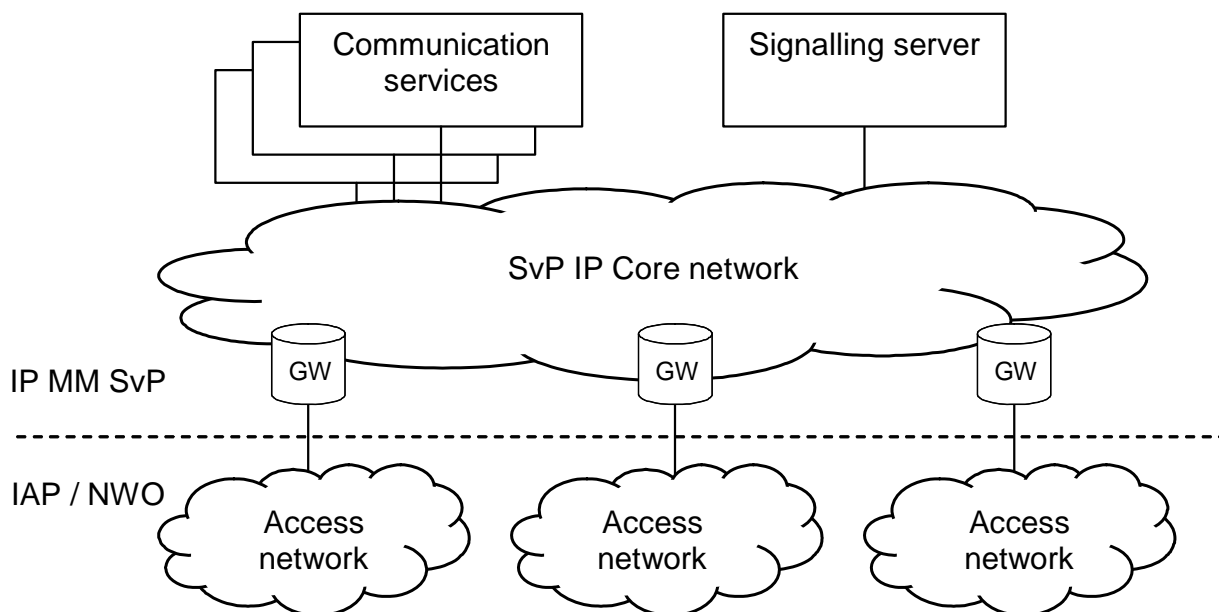 Communication
services
Signalling server
SvP IP Core network
GW
GW
GW
IP MM SvP
IAP / NWO
Access
network
Access
network
Access
network